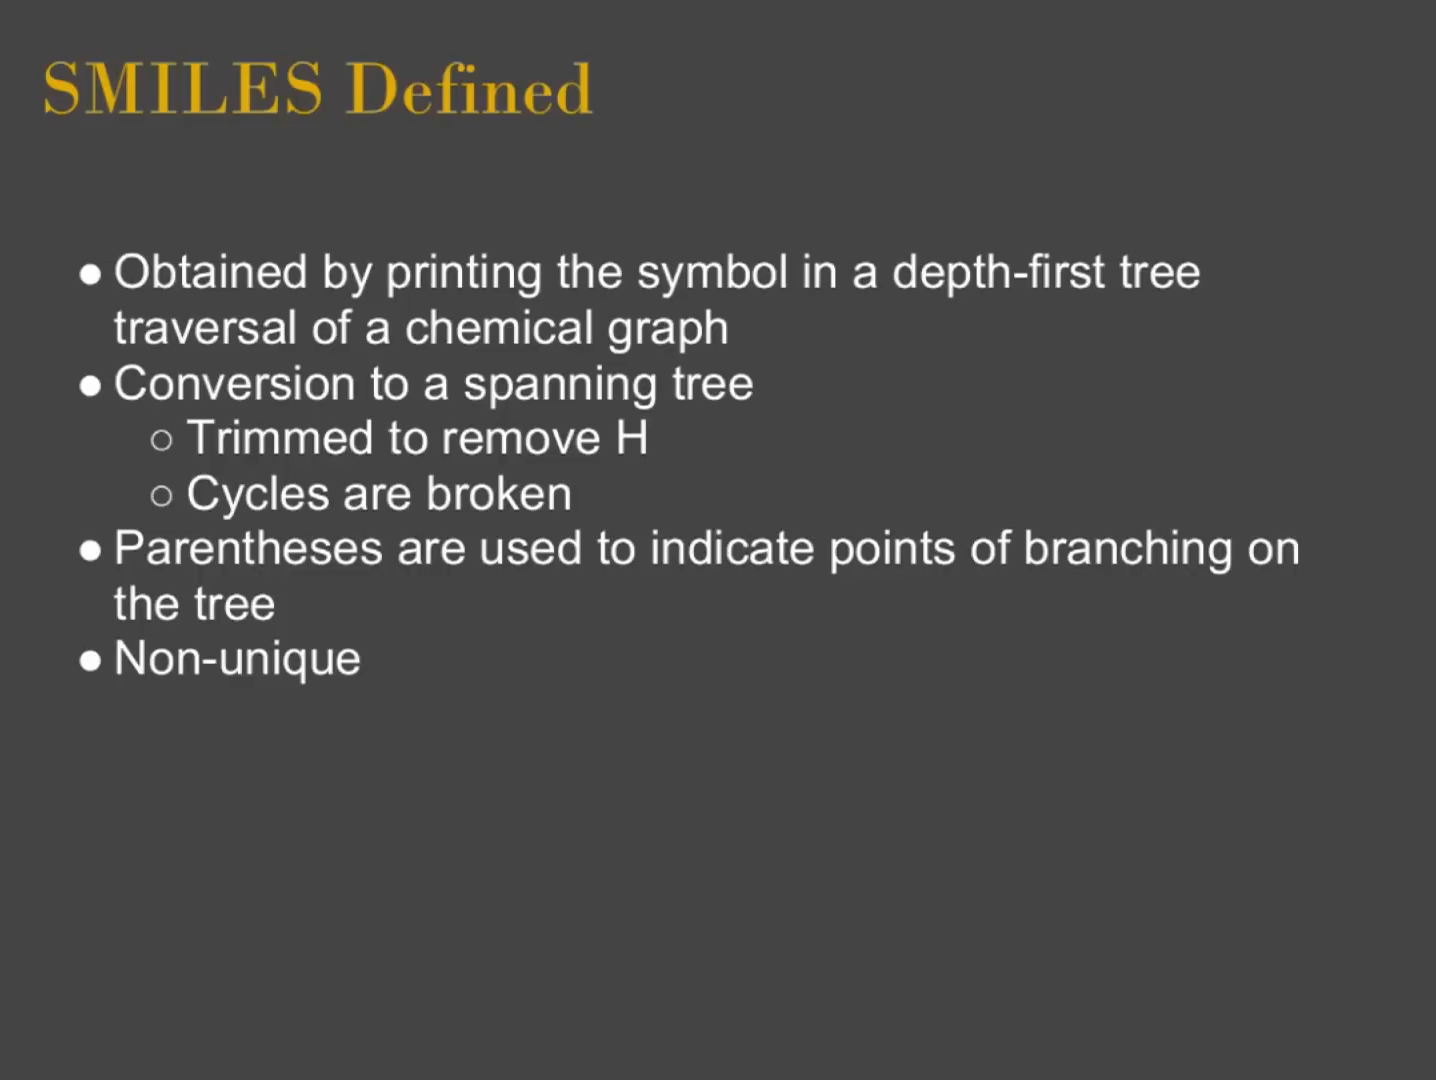 SMILES Defined
● Obtained by printing the symbol in a depth-first tree
traversal of a chemical graph
● Conversion to a spanning tree
○ Trimmed to remove H
○ Cycles are broken
● Parentheses are used to indicate points of branching on
the tree
● Non-unique